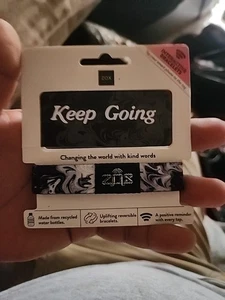 Keep Going
Changing the world with kind words
ZOX
Made from recycled
water bottles.
Uplifting reversible
bracelets.
A positive reminder
with every tap.